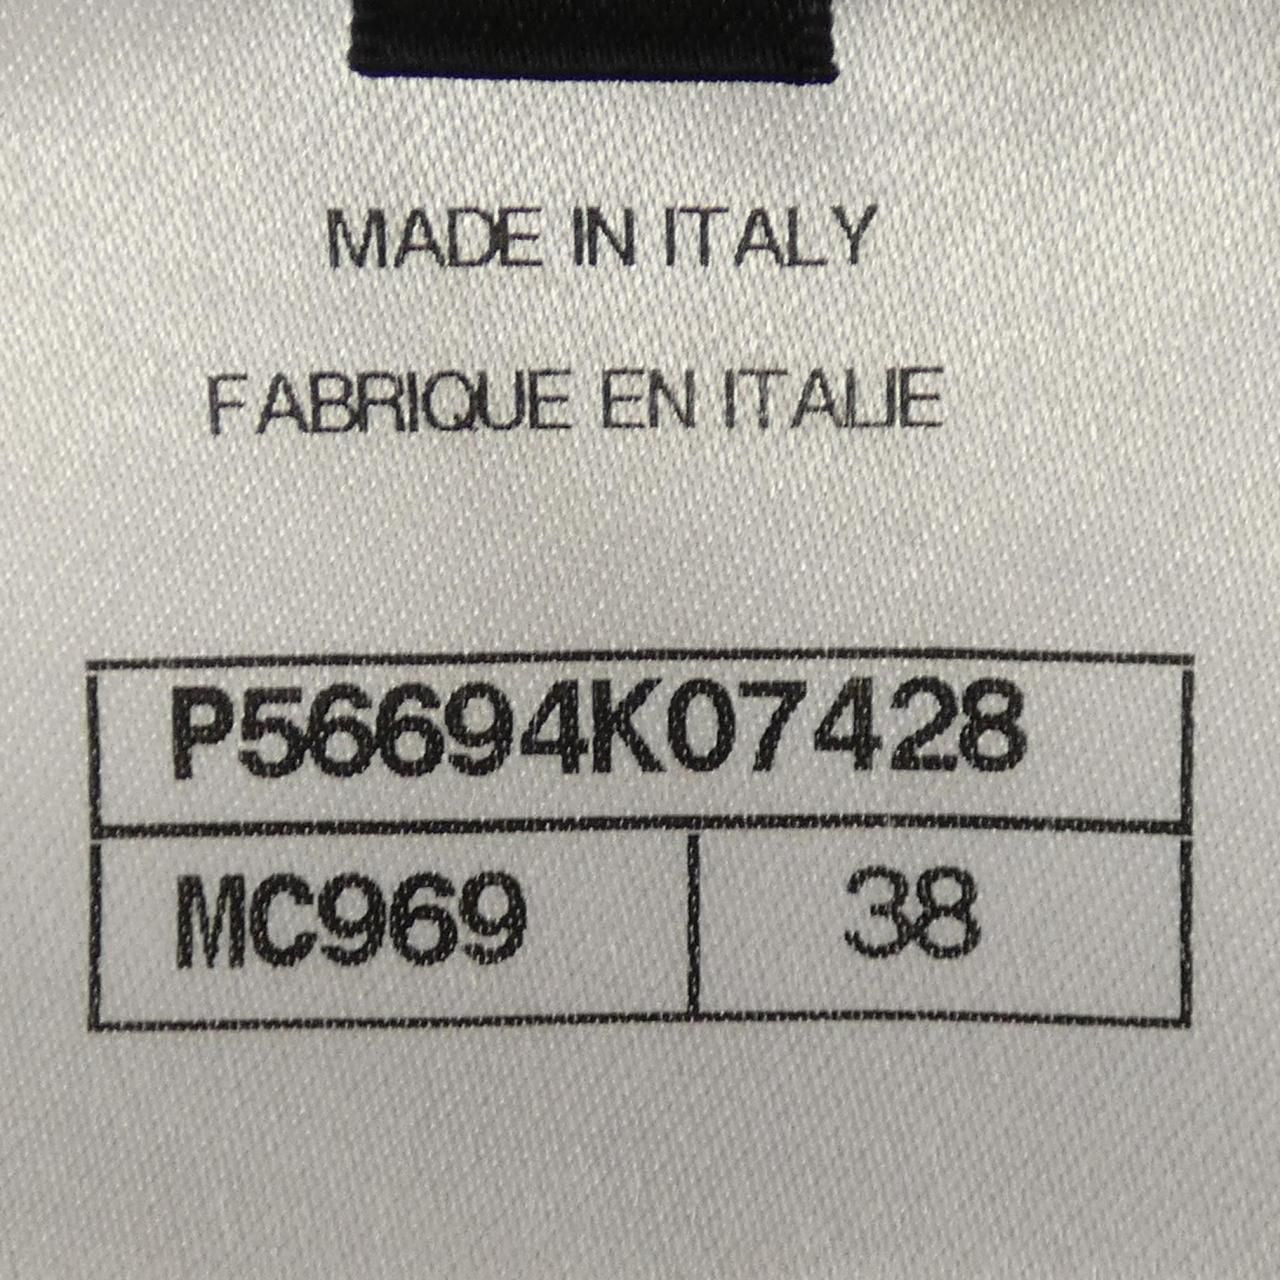 MADE IN ITALY
FABRIQUE EN ITALIE
P56694K07428
MC969 38